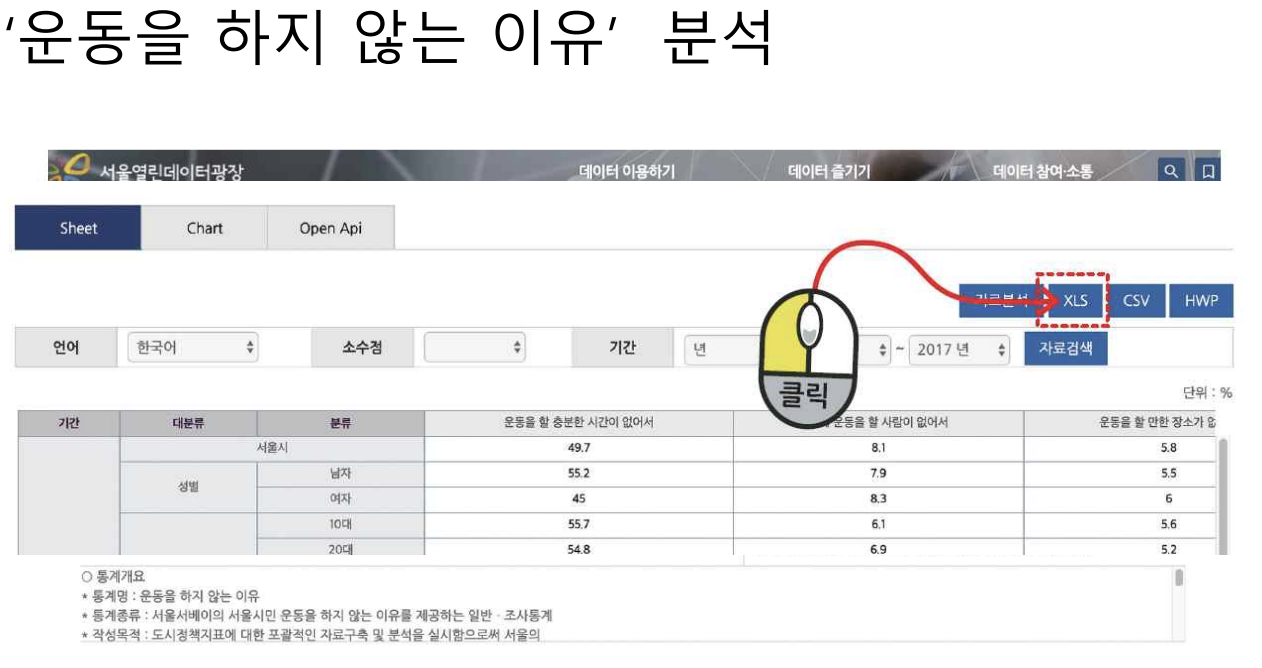 ‘운동을 하지 않는 이유’ 분석
서울열린데이터광장 데이터 이용하기 데이터 즐기기 데이터 참여·소통
Sheet Chart Open Api
XLS CSV HWP
언어 한국어 소수점 기간 년 ~ 2017 년 자료검색
클릭
단위 : %
기간 대분류 분류 운동을 할 충분한 시간이 없어서 운동을 할 사람이 없어서 운동을 할 만한 장소가
서울시 49.7 8.1 5.8
성별 남자 55.2 7.9 5.5
여자 45 8.3 6
10대 55.7 6.1 5.6
20대 54.8 6.9 5.2
○ 통계개요
* 통계명 : 운동을 하지 않는 이유
* 통계종류 : 서울서베이의 서울시민 운동을 하지 않는 이유를 제공하는 일반 · 조사통계
* 작성목적 : 도시정책지표에 대한 포괄적인 자료구축 및 분석을 실시함으로써 서울의